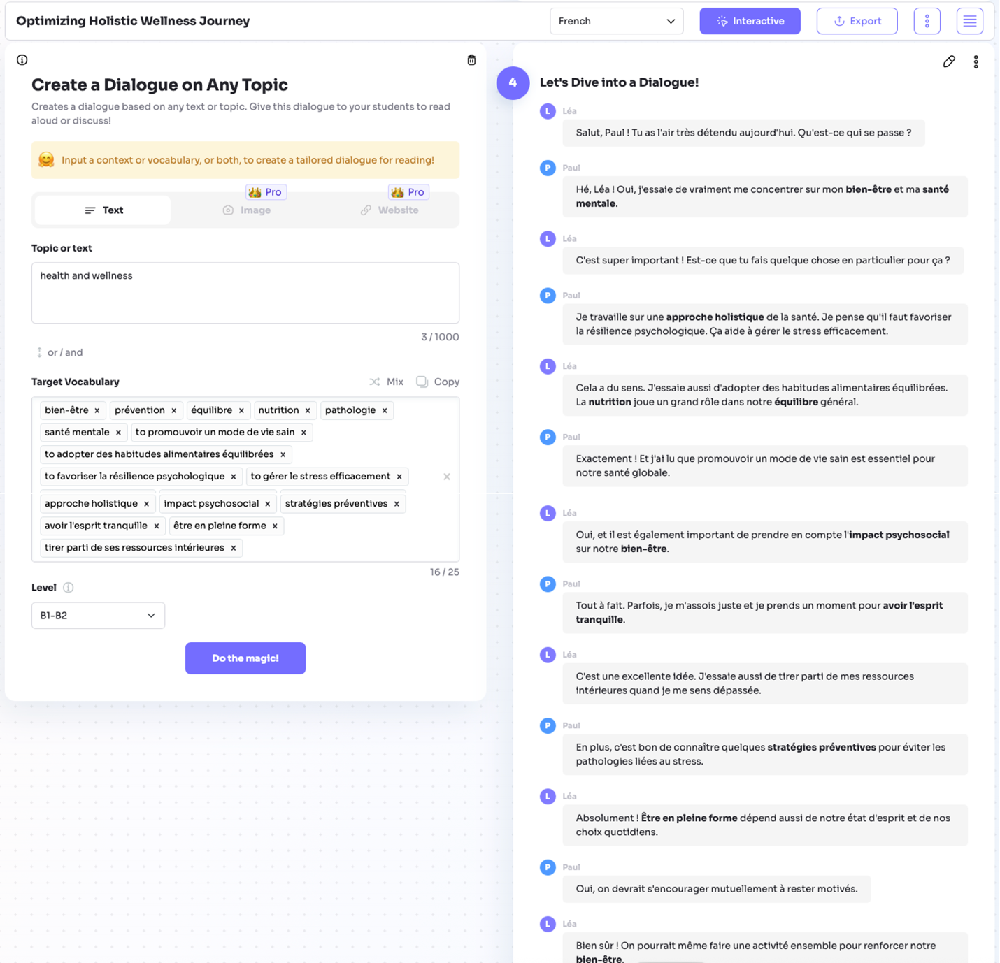 Optimizing Holistic Wellness Journey
French
Interactive
Export
Create a Dialogue on Any Topic
Creates a dialogue based on any text or topic. Give this dialogue to your students to read
aloud or discuss!
Input a context or vocabulary, or both, to create a tailored dialogue for reading!
Pro
Pro
Text
Image
Website
Topic or text
health and wellness
3 / 1000
or / and
Target Vocabulary
Mix
Copy
bien-être × prévention × équilibre × nutrition × pathologie ×
santé mentale × to promouvoir un mode de vie sain ×
to adopter des habitudes alimentaires équilibrées ×
to favoriser la résilience psychologique × to gérer le stress efficacement ×
approche holistique × impact psychosocial × stratégies préventives ×
avoir l'esprit tranquille × être en pleine forme ×
tirer parti de ses ressources intérieures ×
16 / 25
Level
B1-B2
Do the magic!
4
Let's Dive into a Dialogue!
L Léa
Salut, Paul ! Tu as l'air très détendu aujourd'hui. Qu'est-ce qui se passe ?
P Paul
Hé, Léa ! Oui, j'essaie de vraiment me concentrer sur mon bien-être et ma santé
mentale.
L Léa
C'est super important ! Est-ce que tu fais quelque chose en particulier pour ça ?
P Paul
Je travaille sur une approche holistique de la santé. Je pense qu'il faut favoriser
la résilience psychologique. Ça aide à gérer le stress efficacement.
L Léa
Cela a du sens. J'essaie aussi d'adopter des habitudes alimentaires équilibrées.
La nutrition joue un grand rôle dans notre équilibre général.
P Paul
Exactement ! Et j'ai lu que promouvoir un mode de vie sain est essentiel pour
notre santé globale.
L Léa
Oui, et il est également important de prendre en compte l'impact psychosocial
sur notre bien-être.
P Paul
Tout à fait. Parfois, je m'assois juste et je prends un moment pour avoir l'esprit
tranquille.
L Léa
C'est une excellente idée. J'essaie aussi de tirer parti de mes ressources
intérieures quand je me sens dépassée.
P Paul
En plus, c'est bon de connaître quelques stratégies préventives pour éviter les
pathologies liées au stress.
L Léa
Absolument ! Être en pleine forme dépend aussi de notre état d'esprit et de nos
choix quotidiens.
P Paul
Oui, on devrait s'encourager mutuellement à rester motivés.
L Léa
Bien sûr ! On pourrait même faire une activité ensemble pour renforcer notre
bien-être.